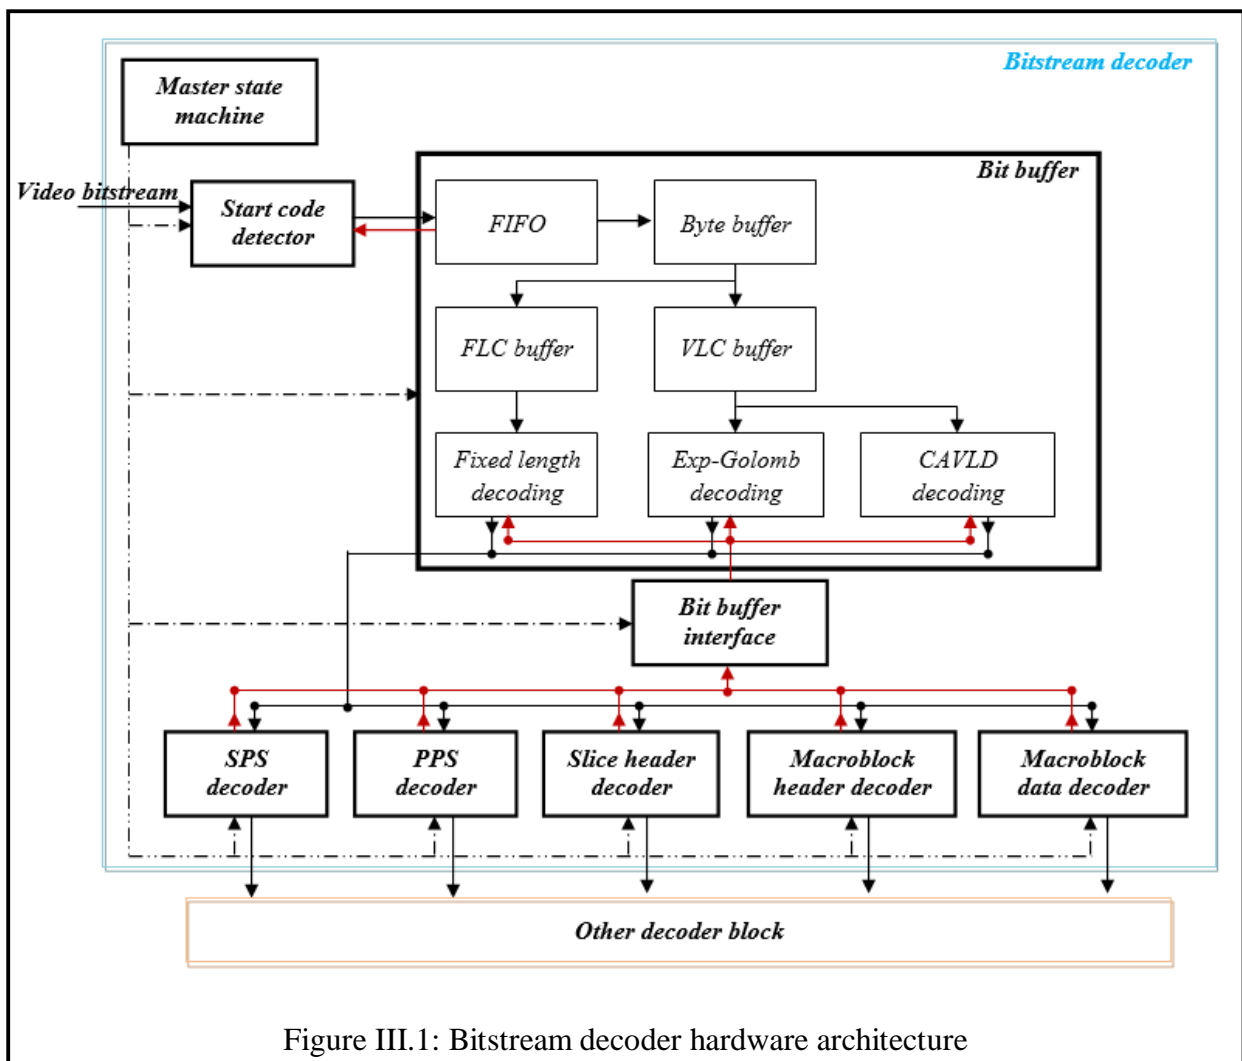 Bitstream decoder
Master state
machine
Bit buffer
Video bitstream
Start code
detector
FIFO
Byte buffer
FLC buffer
VLC buffer
Fixed length
decoding
Exp-Golomb
decoding
CAVLD
decoding
Bit buffer
interface
SPS
decoder
PPS
decoder
Slice header
decoder
Macroblock
header decoder
Macroblock
data decoder
Other decoder block
Figure III.1: Bitstream decoder hardware architecture